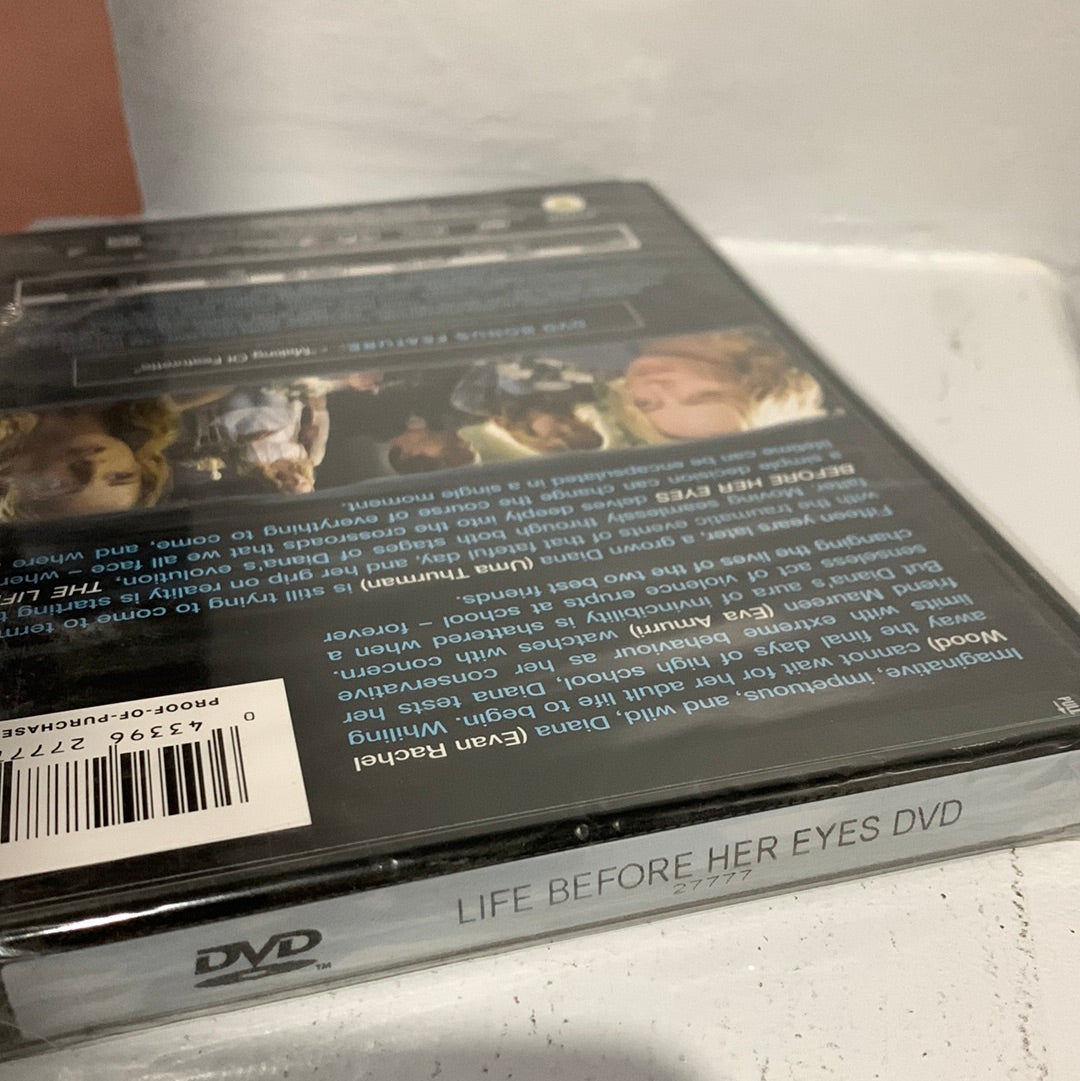 LIFE BEFORE HER EYES DVD
27777
DVD
TM
Imaginative, impetuous, and wild, Diana (Evan Rachel
Wood) cannot wait for her adult life to begin. Whiling
away the final days of high school, Diana tests her
limits with extreme behaviour as her conservative
friend Maureen (Eva Amurri) watches with concern.
But Diana's aura of invincibility is shattered when a
senseless act of violence erupts at school – forever
changing the lives of the two best friends.
Fifteen years later, a grown Diana (Uma Thurman) is still trying to come to term
with the traumatic events of that fateful day, and her grip on reality is starting
falter. Moving seamlessly through both stages of Diana's evolution, THE LIF
BEFORE HER EYES delves deeply into the crossroads that we all face – when
a simple decision can change the course of everything to come, and where
lifetime can be encapsulated in a single moment.
DVD BONUS FEATURE: • "Making Of Featurette"
0 43396 2777
PROOF-OF-PURCHASE